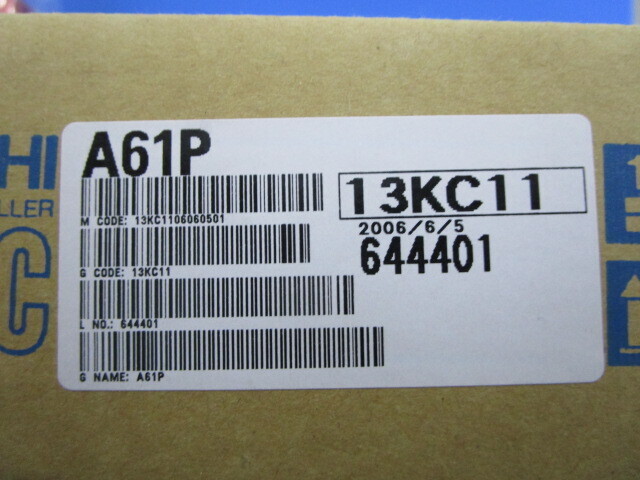 A61P
HI
13KC11
LLER
M CODE: 13KC1106060501
2006/6/5
644401
C
G CODE: 13KC11
L NO.: 644401
G NAME: A61P